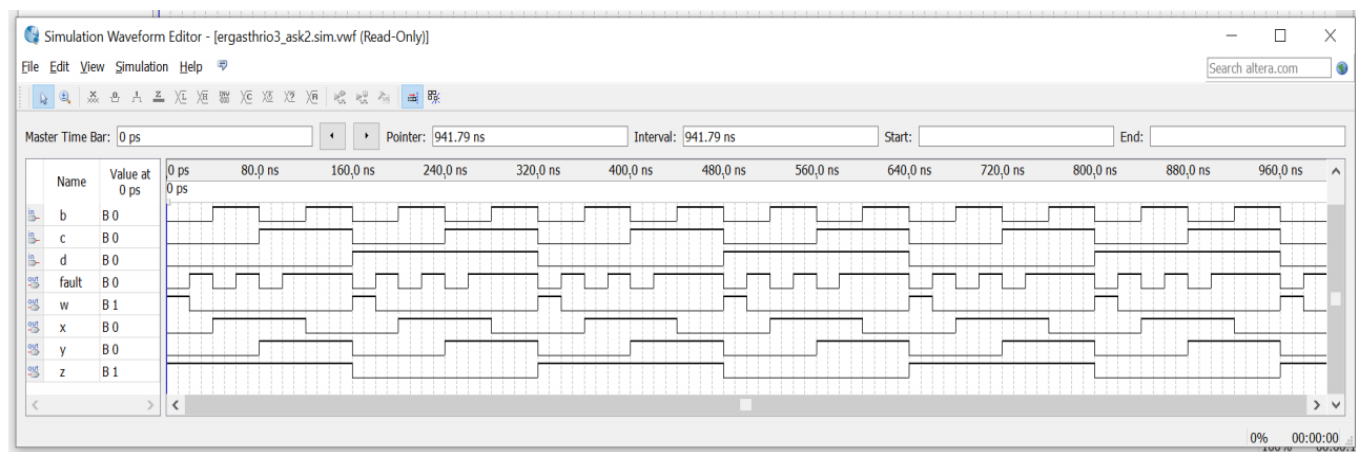 Simulation Waveform Editor - [ergasthrio3_ask2.sim.vwf (Read-Only)]
File Edit View Simulation Help
Search altera.com
Master Time Bar: 0 ps Pointer: 941.79 ns Interval: 941.79 ns Start: End:
Name Value at 0 ps
0 ps 80,0 ns 160,0 ns 240,0 ns 320,0 ns 400,0 ns 480,0 ns 560,0 ns 640,0 ns 720,0 ns 800,0 ns 880,0 ns 960,0 ns
0 ps
b B 0
c B 0
d B 0
fault B 0
w B 1
x B 0
y B 0
z B 1
0% 00:00:00